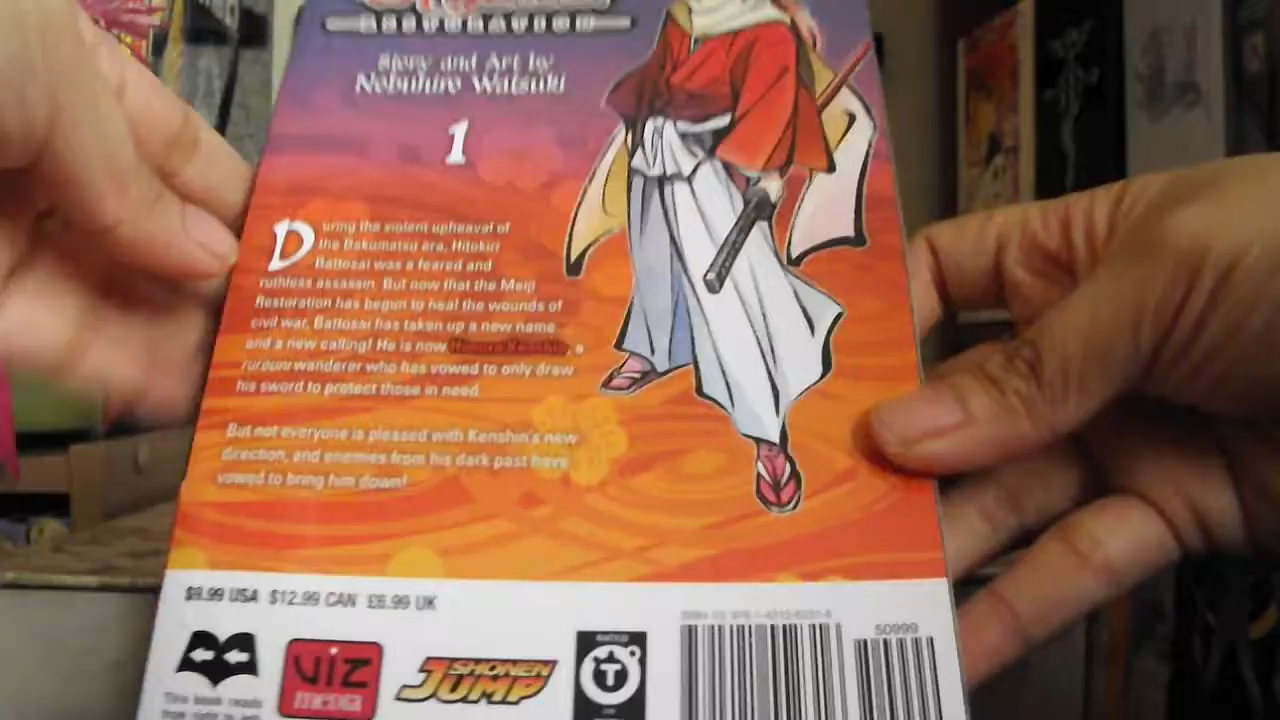 RESTORATION
Story and Art by
Nobuhiro Watsuki
1
During the violent upheaval of
the Bakumatsu era, Hitokiri
Battosai was a feared and
ruthless assassin. But now that the Meiji
Restoration has begun to heal the wounds of
civil war, Battosai has taken up a new name
and a new calling! He is now Himura Kenshin, a
rurouni wanderer who has vowed to only draw
his sword to protect those in need.
But not everyone is pleased with Kenshin's new
direction, and enemies from his dark past have
vowed to bring him down!
$9.99 USA $12.99 CAN £6.99 UK
50999
VIZ
media
SHONEN
JUMP
RATED
T
This book reads
from right to left